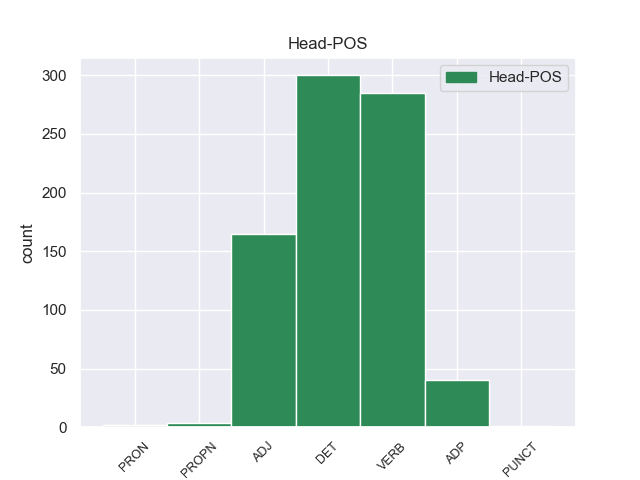 Head-POS
Head-POS
300
250
200
150
100
50
0
count
PRON
PROPN
ADJ
DET
VERB
ADP
PUNCT